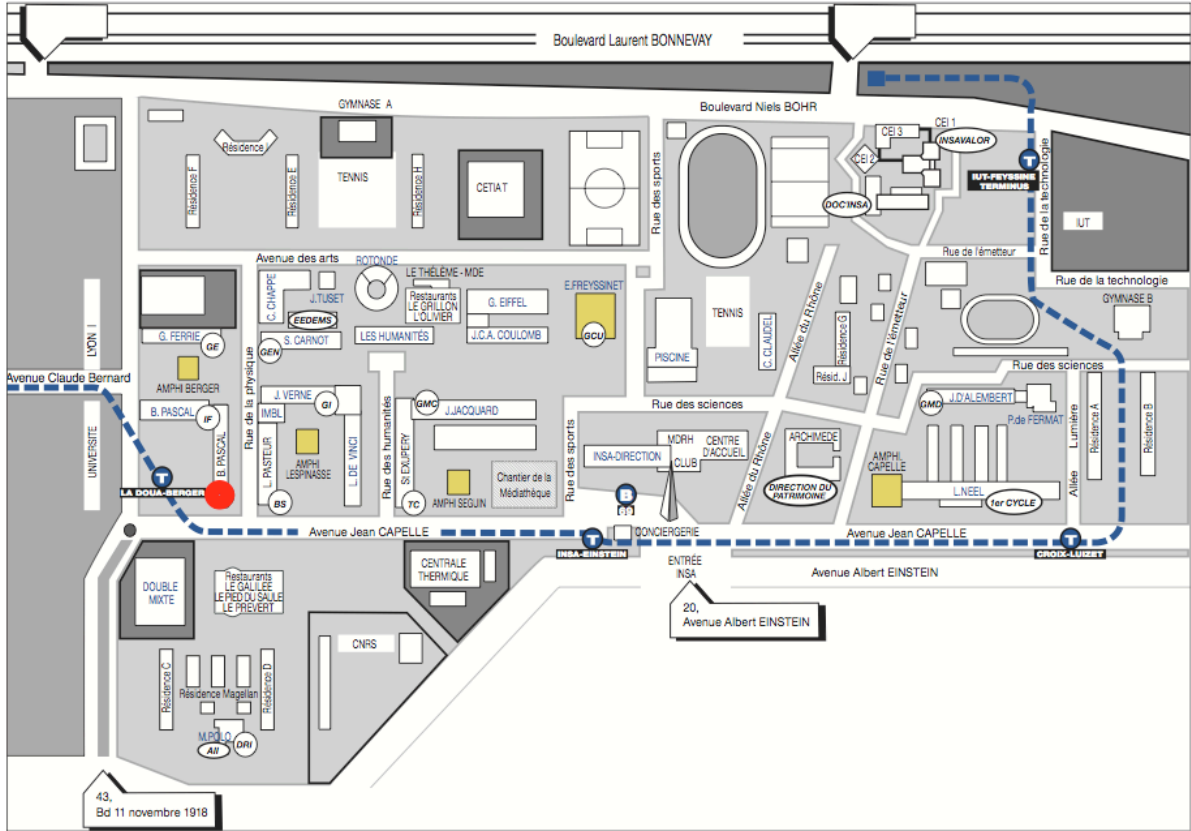 Boulevard Laurent BONNEVAY
GYMNASE A
Boulevard Niels BOHR
CEI 1
CEI 3
INSAVALOR
CEI 2
Résidence I
Résidence F
Résidence E
TENNIS
Résidence H
CETIAT
Rue des sports
DOC'INSA
T
IUT-FEYSSINE
TERMINUS
Rue de la technologie
IUT
Avenue des arts
ROTONDE
Rue de l'émetteur
Rue de la technologie
C. CHAPPE
J.TUSET
LE THÉLÈME - MDE
Restaurants
LE GRILLON
L'OLIVIER
G. EIFFEL
E.FREYSSINET
GYMNASE B
LYON I
G. FERRIE
GE
EEDEMS
GEN
S. CARNOT
LES HUMANITÉS
J.C.A. COULOMB
GCU
TENNIS
PISCINE
C. CLAUDEL
Allée du Rhône
Résidence G
Résid. J
Rue de l'émetteur
Rue des sciences
Avenue Claude Bernard
AMPHI BERGER
Rue de la physique
J. VERNE
GI
GMC
J.JACQUARD
Rue des sciences
GMD
J.D'ALEMBERT
P.de FERMAT
Allée Lumière
Résidence A
Résidence B
UNIVERSITE
B. PASCAL
IF
B. PASCAL
IMBL
L. PASTEUR
AMPHI
LESPINASSE
L. DE VINCI
Rue des humanités
St.EXUPERY
Rue des sports
INSA-DIRECTION
MDRH
CLUB
CENTRE
D'ACCUEIL
Allée du Rhône
ARCHIMEDE
DIRECTION DU
PATRIMOINE
AMPHI.
CAPELLE
L.NEEL
1er CYCLE
T
LA DOUA-BERGER
BS
TC
AMPHI SEGUIN
Chantier de la
Médiathèque
B
Avenue Jean CAPELLE
T
INSA-EINSTEIN
CONCIERGERIE
Avenue Jean CAPELLE
T
CROIX-LUIZET
DOUBLE
MIXTE
Restaurants
LE GALILÉE
LE PIED DU SAULE
LE PRÉVERT
CENTRALE
THERMIQUE
ENTRÉE
INSA
Avenue Albert EINSTEIN
20,
Avenue Albert EINSTEIN
CNRS
Résidence C
Résidence Magellan
Résidence D
M.POLO
AII
DRI
43,
Bd 11 novembre 1918